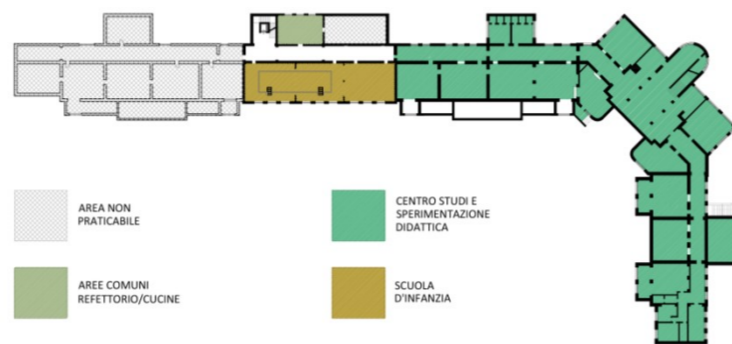 AREA NON
PRATICABILE
CENTRO STUDI E
SPERIMENTAZIONE
DIDATTICA
AREE COMUNI
REFETTORIO/CUCINE
SCUOLA
D'INFANZIA